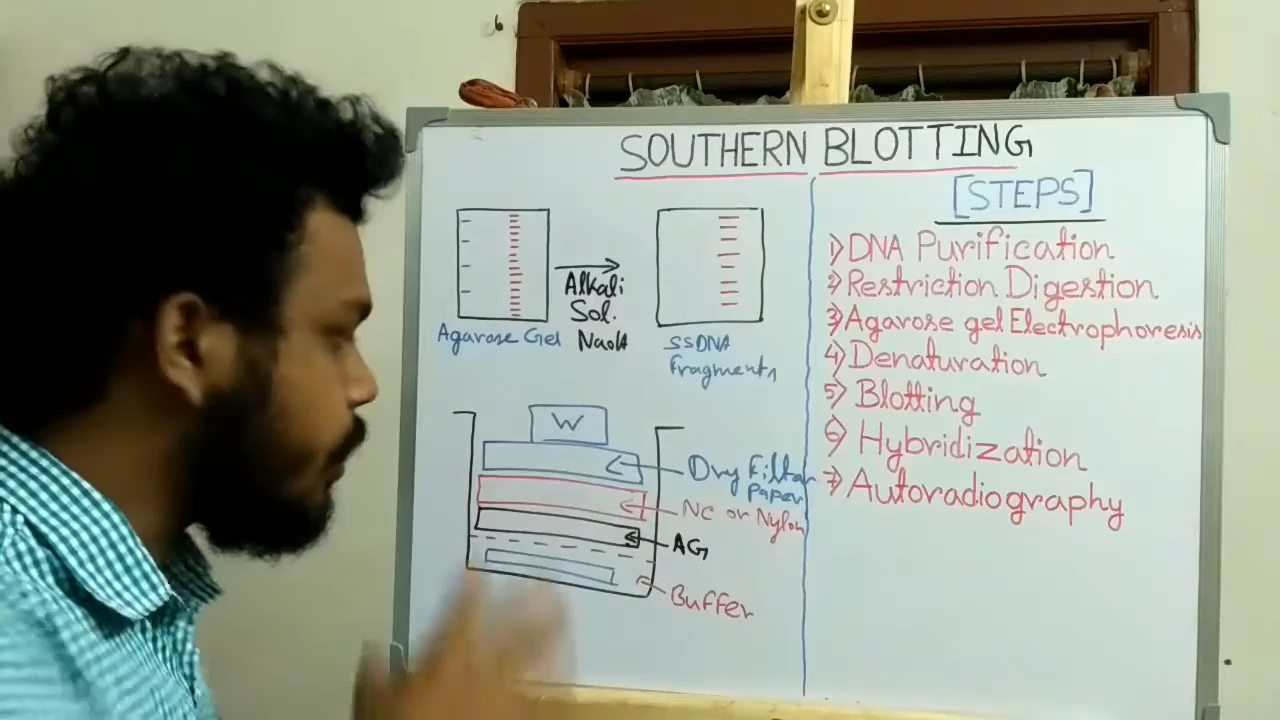 SOUTHERN BLOTTING
Alkali
Sol.
NaoH
Agarose Gel
SSDNA
Fragments
W
Dry Filter
Paper
NC or Nylon
AG
Buffer
[STEPS]
1) DNA Purification
2) Restriction Digestion
3) Agarose gel Electrophoresis
4) Denaturation
5) Blotting
6) Hybridization
7) Autoradiography